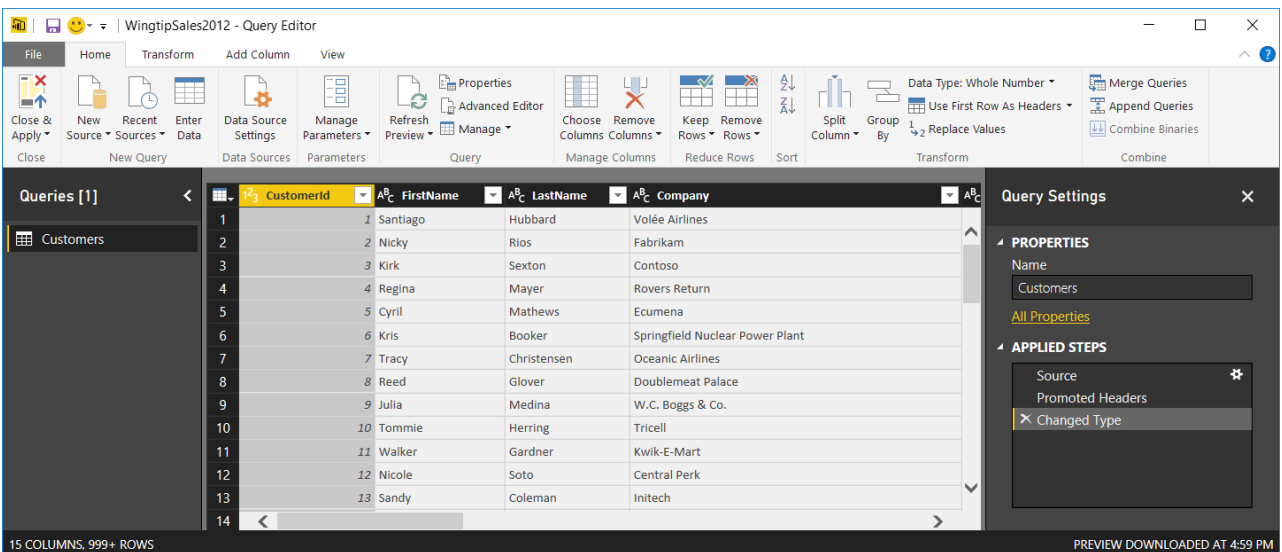 WingtipSales2012 - Query Editor
File Home Transform Add Column View
Close & Apply
New Source
Recent Sources
Enter Data
Data Source Settings
Manage Parameters
Refresh Preview
Properties
Advanced Editor
Manage
Choose Columns
Remove Columns
Keep Rows
Remove Rows
Split Column
Group By
Data Type: Whole Number
Use First Row As Headers
Replace Values
Merge Queries
Append Queries
Combine Binaries
Close New Query Data Sources Parameters Query Manage Columns Reduce Rows Sort Transform Combine
Queries [1]
Customers
CustomerId FirstName LastName Company
1 1 Santiago Hubbard Volée Airlines
2 2 Nicky Rios Fabrikam
3 3 Kirk Sexton Contoso
4 4 Regina Mayer Rovers Return
5 5 Cyril Mathews Ecumena
6 6 Kris Booker Springfield Nuclear Power Plant
7 7 Tracy Christensen Oceanic Airlines
8 8 Reed Glover Doublemeat Palace
9 9 Julia Medina W.C. Boggs & Co.
10 10 Tommie Herring Tricell
11 11 Walker Gardner Kwik-E-Mart
12 12 Nicole Soto Central Perk
13 13 Sandy Coleman Initech
14
Query Settings
PROPERTIES
Name
Customers
All Properties
APPLIED STEPS
Source
Promoted Headers
Changed Type
15 COLUMNS, 999+ ROWS
PREVIEW DOWNLOADED AT 4:59 PM